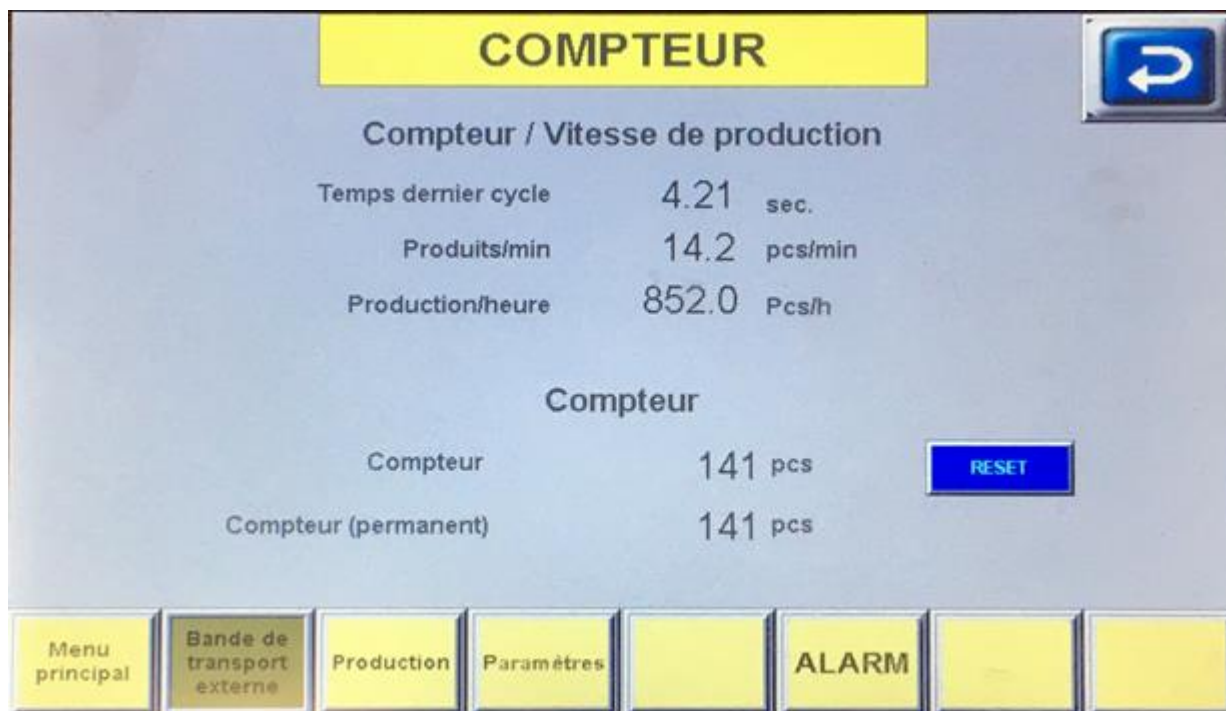 COMPTEUR
Compteur / Vitesse de production
Temps dernier cycle 4.21 sec.
Produits/min 14.2 pcs/min
Production/heure 852.0 Pcs/h
Compteur
Compteur 141 pcs RESET
Compteur (permanent) 141 pcs
Menu principal
Bande de transport externe
Production
Paramètres
ALARM